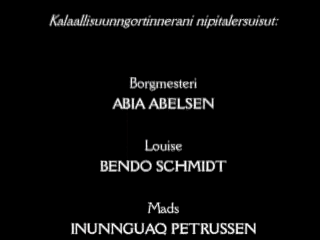 Kalaallisuunngortinnerani nipitalersuisut:
Borgmesteri
ABIA ABELSEN
Louise
BENDO SCHMIDT
Mads
INUNNGUAQ PETRUSSEN